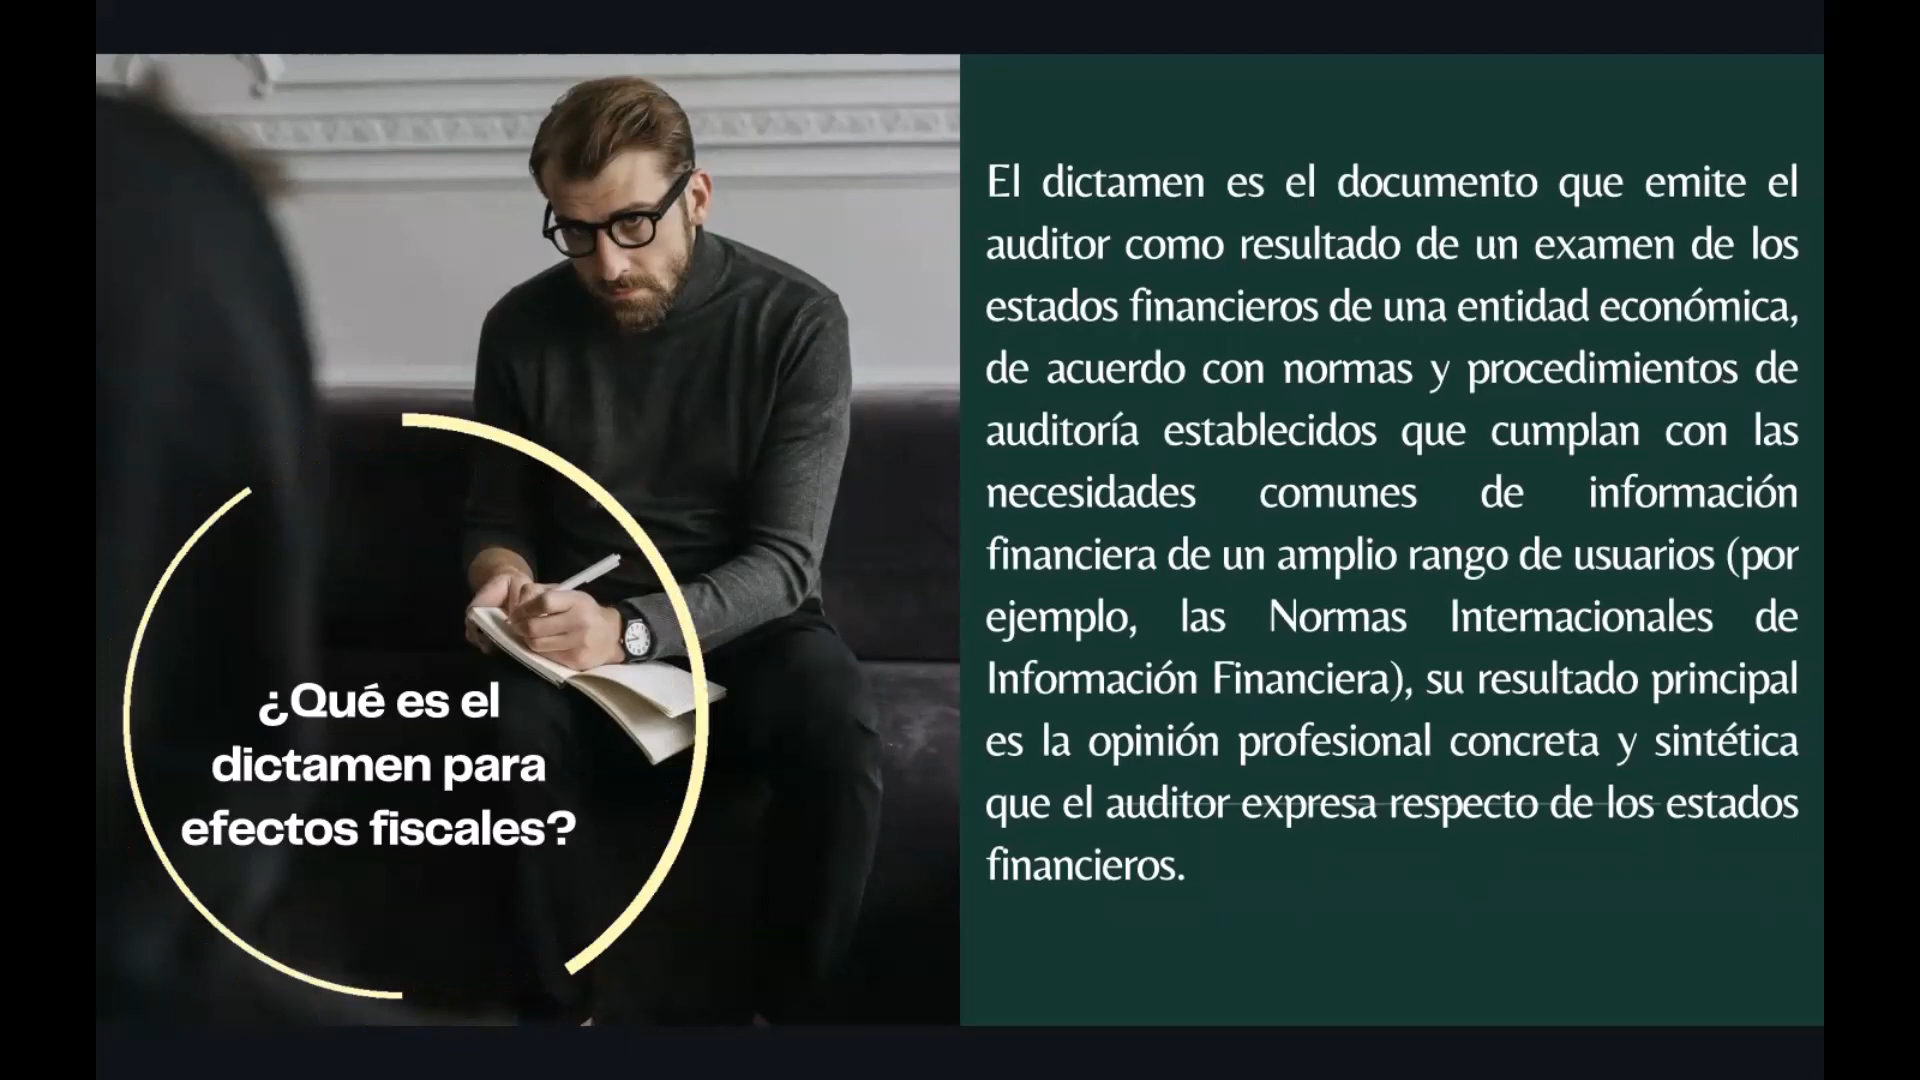 ¿Qué es el
dictamen para
efectos fiscales?
El dictamen es el documento que emite el
auditor como resultado de un examen de los
estados financieros de una entidad económica,
de acuerdo con normas y procedimientos de
auditoría establecidos que cumplan con las
necesidades comunes de información
financiera de un amplio rango de usuarios (por
ejemplo, las Normas Internacionales de
Información Financiera), su resultado principal
es la opinión profesional concreta y sintética
que el auditor expresa respecto de los estados
financieros.